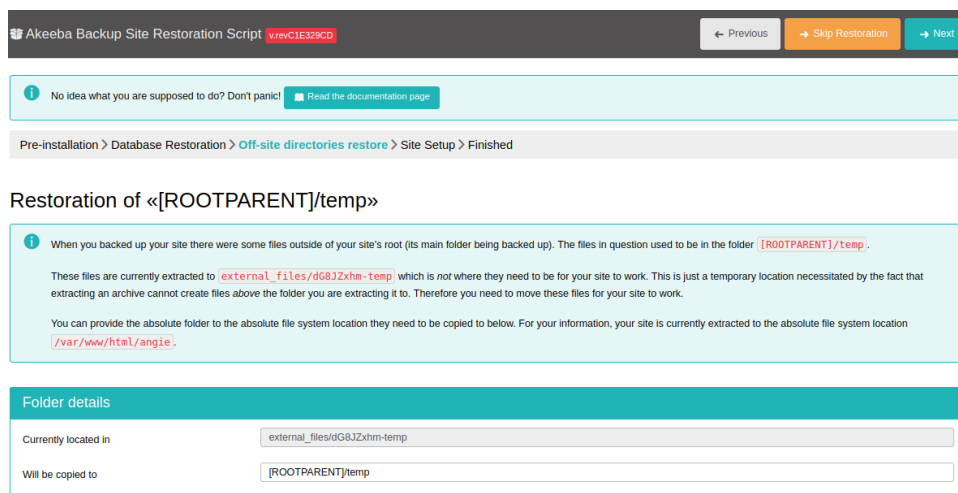 Akeeba Backup Site Restoration Script v.revC1E329CD
← Previous
→ Skip Restoration
→ Next
No idea what you are supposed to do? Don't panic! Read the documentation page
Pre-installation > Database Restoration > Off-site directories restore > Site Setup > Finished
Restoration of «[ROOTPARENT]/temp»
When you backed up your site there were some files outside of your site's root (its main folder being backed up). The files in question used to be in the folder [ROOTPARENT]/temp.
These files are currently extracted to external_files/dG8JZxhm-temp which is not where they need to be for your site to work. This is just a temporary location necessitated by the fact that
extracting an archive cannot create files above the folder you are extracting it to. Therefore you need to move these files for your site to work.
You can provide the absolute folder to the absolute file system location they need to be copied to below. For your information, your site is currently extracted to the absolute file system location
/var/www/html/angie.
Folder details
Currently located in external_files/dG8JZxhm-temp
Will be copied to [ROOTPARENT]/temp